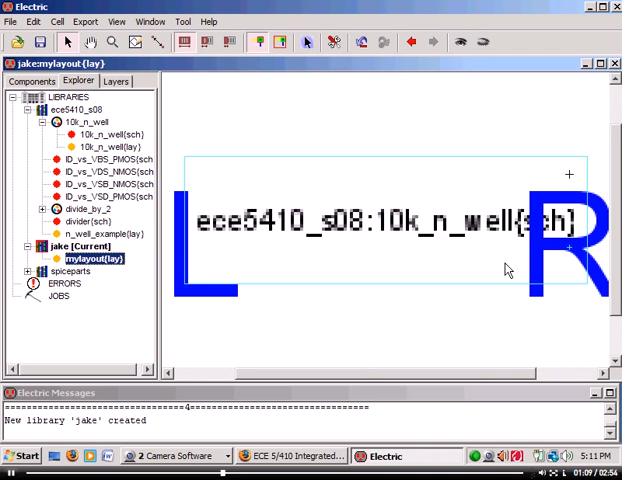 Electric
File Edit Cell Export View Window Tool Help
jake:mylayout{lay}
Components Explorer Layers
LIBRARIES
ece5410_s08
10k_n_well
10k_n_well{sch}
10k_n_well{lay}
ID_vs_VBS_PMOS{sch
ID_vs_VDS_NMOS{sch
ID_vs_VSB_NMOS{sch
ID_vs_VSD_PMOS{sch
divide_by_2
divider{sch}
n_well_example{lay}
jake [Current]
mylayout{lay}
spiceparts
ERRORS
JOBS
L
ece5410_s08:10k_n_well{sch}
R
Electric Messages
=================================4================================
New library 'jake' created
Start
2 Camera Software
ECE 5/410 Integrated...
Electric
5:11 PM
01:09 / 02:54